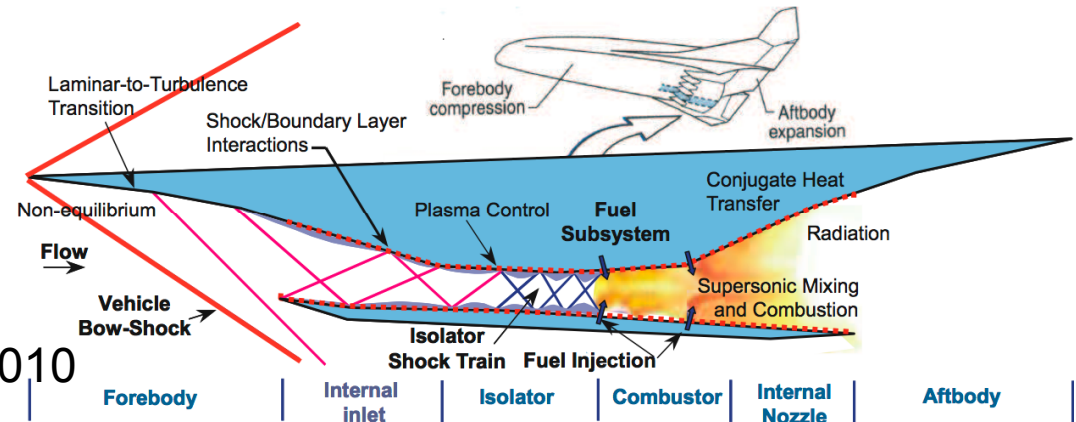 Laminar-to-Turbulence
Transition
Forebody
compression
Shock/Boundary Layer
Interactions
Aftbody
expansion
Non-equilibrium
Plasma Control
Fuel
Subsystem
Conjugate Heat
Transfer
Radiation
Flow
Supersonic Mixing
and Combustion
Vehicle
Bow-Shock
Isolator
Shock Train
Fuel Injection
010
Forebody
Internal
inlet
Isolator
Combustor
Internal
Nozzle
Aftbody